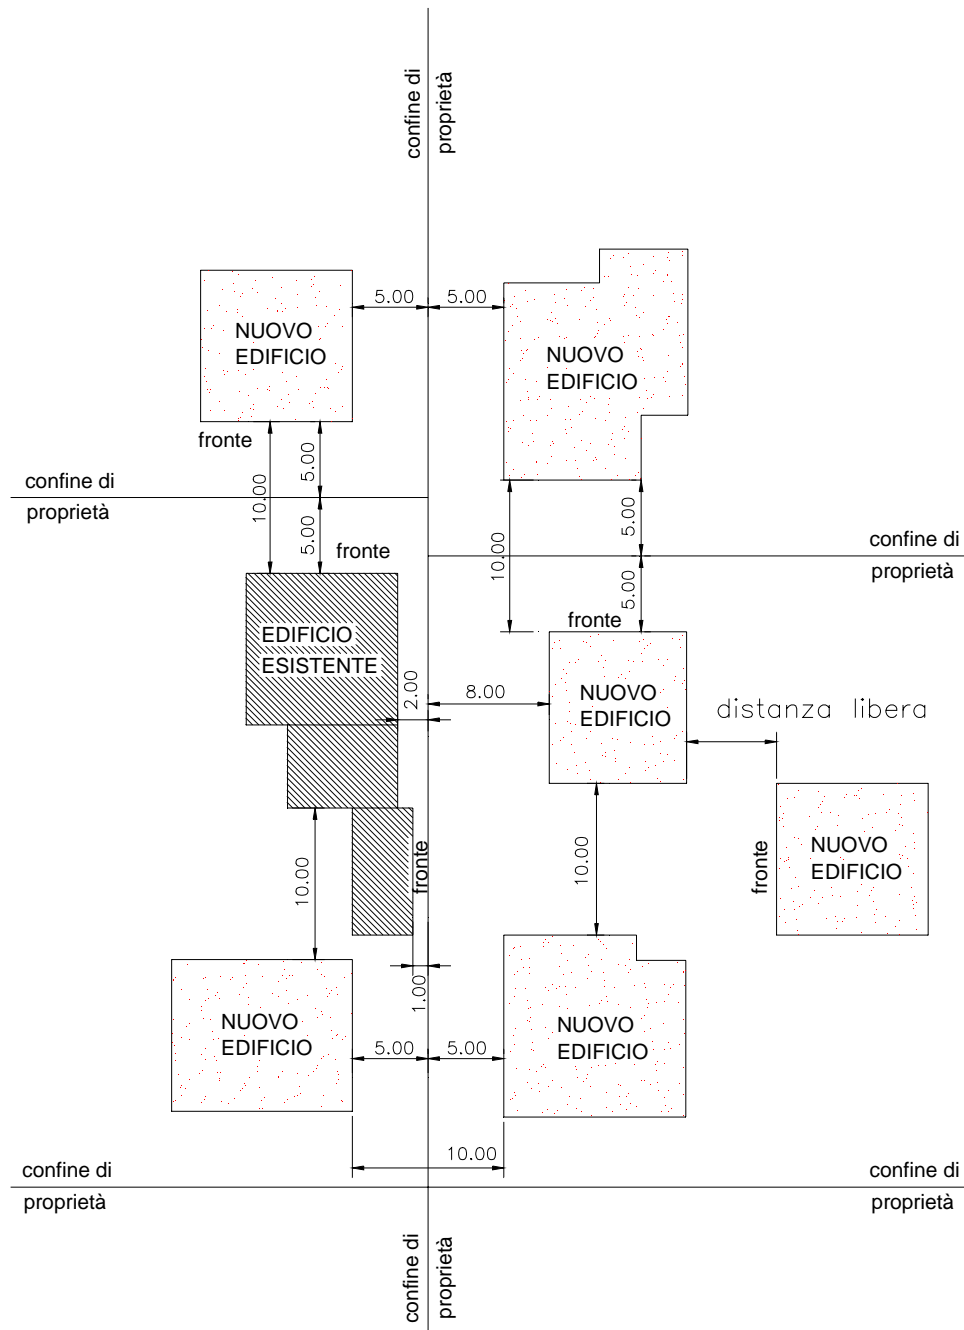 confine di
proprietà
5.00
5.00
NUOVO
EDIFICIO
NUOVO
EDIFICIO
fronte
10.00
5.00
confine di
proprietà
5.00
fronte
10.00
5.00
confine di
proprietà
5.00
fronte
EDIFICIO
ESISTENTE
2.00
8.00
NUOVO
EDIFICIO
distanza libera
10.00
fronte
10.00
fronte
NUOVO
EDIFICIO
1.00
NUOVO
EDIFICIO
5.00
5.00
NUOVO
EDIFICIO
10.00
confine di
proprietà
confine di
proprietà
confine di
proprietà